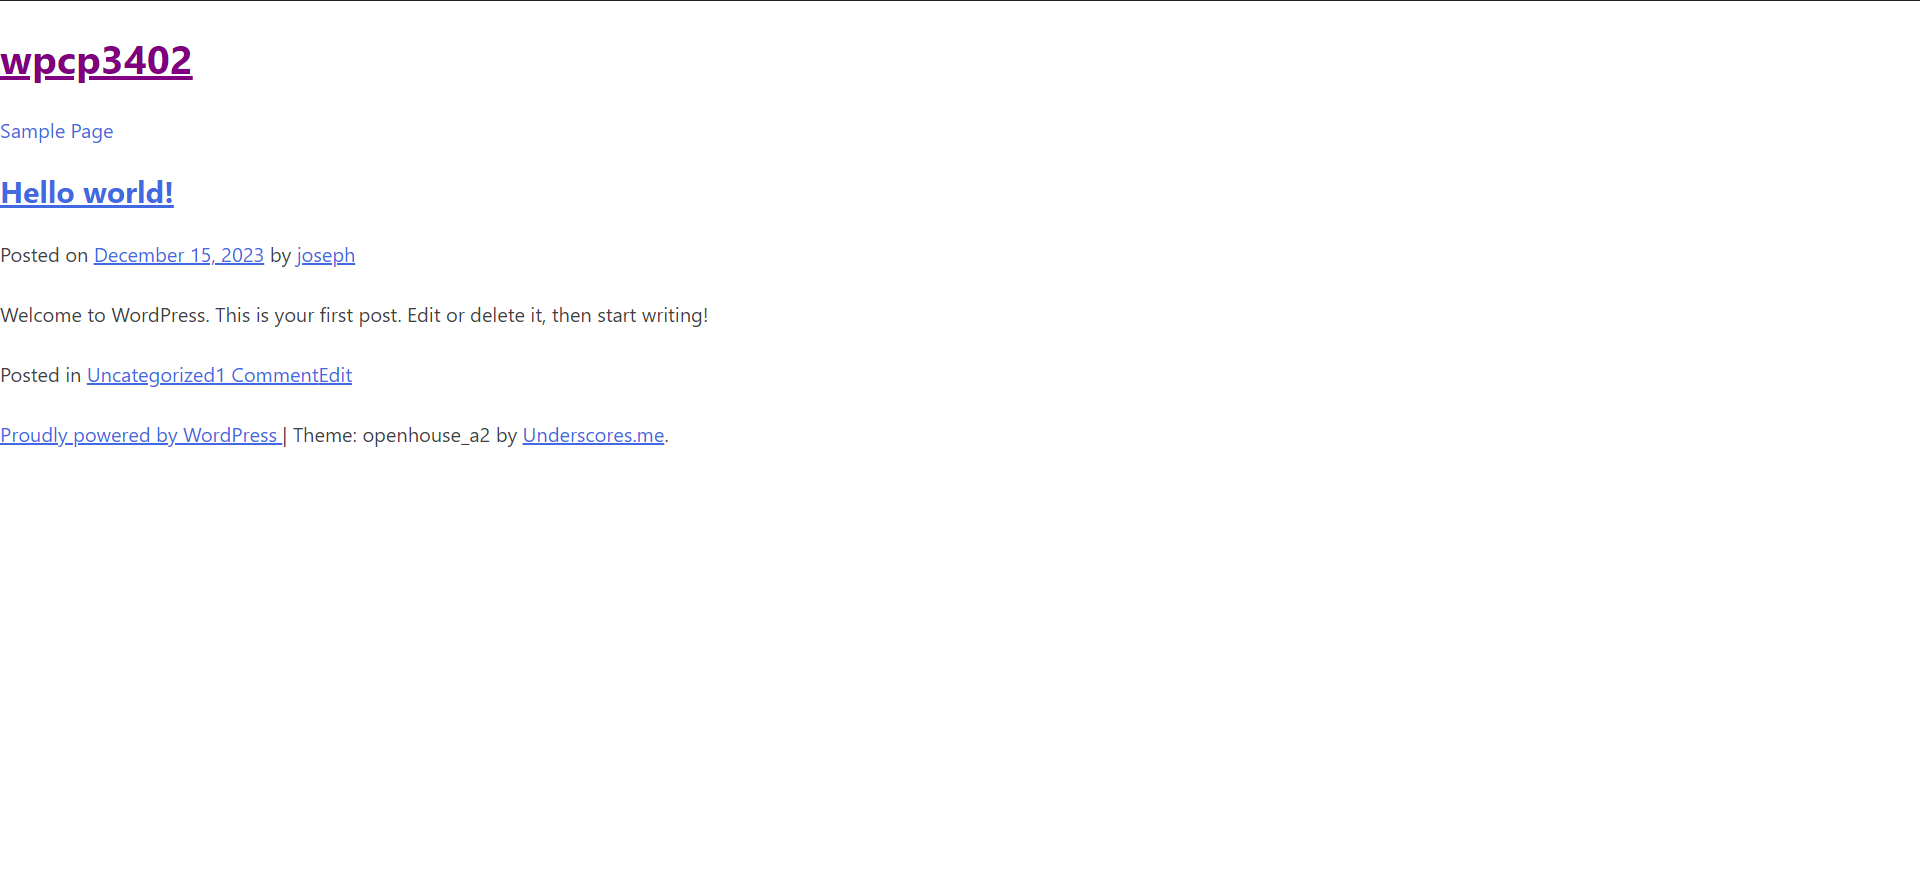 wpcp3402
Sample Page
Hello world!
Posted on December 15, 2023 by joseph
Welcome to WordPress. This is your first post. Edit or delete it, then start writing!
Posted in Uncategorized1 CommentEdit
Proudly powered by WordPress | Theme: openhouse_a2 by Underscores.me.